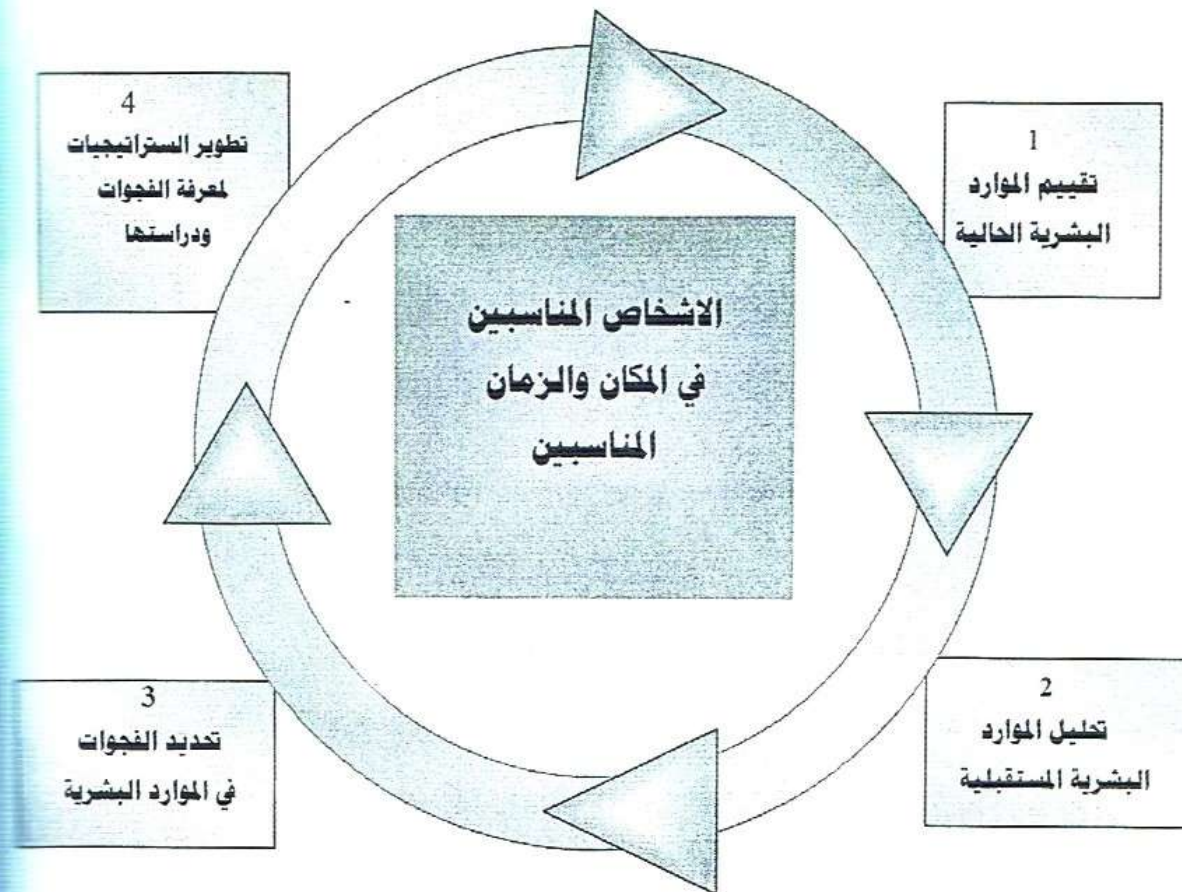 1
تقييم الموارد
البشرية الحالية
2
تحليل الموارد
البشرية المستقبلية
3
تحديد الفجوات
في الموارد البشرية
4
تطوير الستراتيجيات
لمعرفة الفجوات
ودراستها
الاشخاص المناسبين
في المكان والزمان
المناسبين